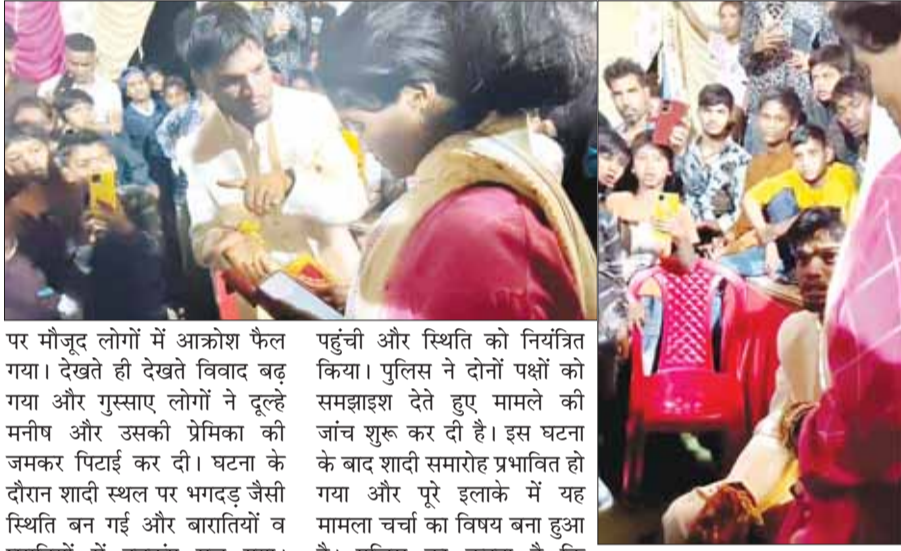 पर मौजूद लोगों में आक्रोश फैल
गया। देखते ही देखते विवाद बढ़
गया और गुस्साए लोगों ने दूल्हे
मनीष और उसकी प्रेमिका की
जमकर पिटाई कर दी। घटना के
दौरान शादी स्थल पर भगदड़ जैसी
स्थिति बन गई और बारातियों व
पहुंची और स्थिति को नियंत्रित
किया। पुलिस ने दोनों पक्षों को
समझाइश देते हुए मामले की
जांच शुरू कर दी है। इस घटना
के बाद शादी समारोह प्रभावित हो
गया और पूरे इलाके में यह
मामला चर्चा का विषय बना हुआ